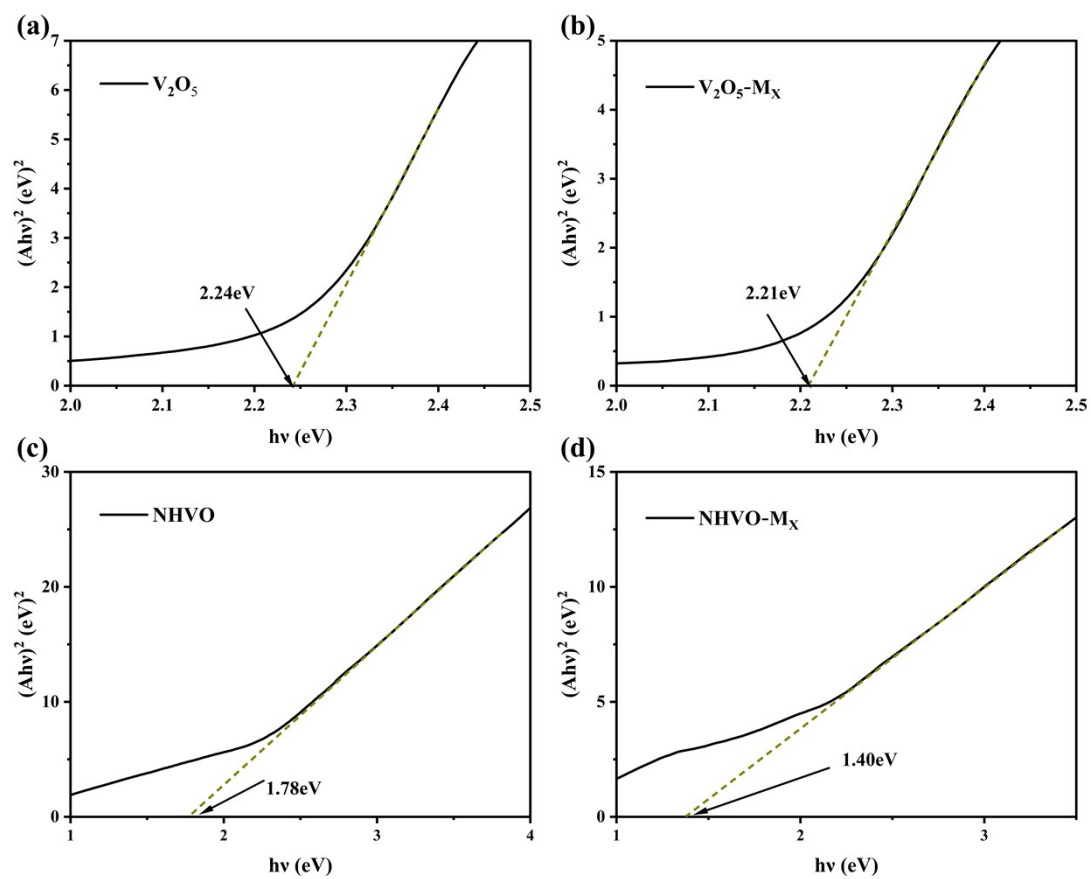 (a)
7
6
5
4
3
2
1
0
(Ahν)² (eV)²
V₂O₅
2.24eV
2.0 2.1 2.2 2.3 2.4 2.5
hν (eV)
(b)
5
4
3
2
1
0
(Ahν)² (eV)²
V₂O₅-Mₓ
2.21eV
2.0 2.1 2.2 2.3 2.4 2.5
hν (eV)
(c)
30
20
10
0
(Ahν)² (eV)²
NHVO
1.78eV
1 2 3 4
hν (eV)
(d)
15
10
5
0
(Ahν)² (eV)²
NHVO-Mₓ
1.40eV
1 2 3
hν (eV)